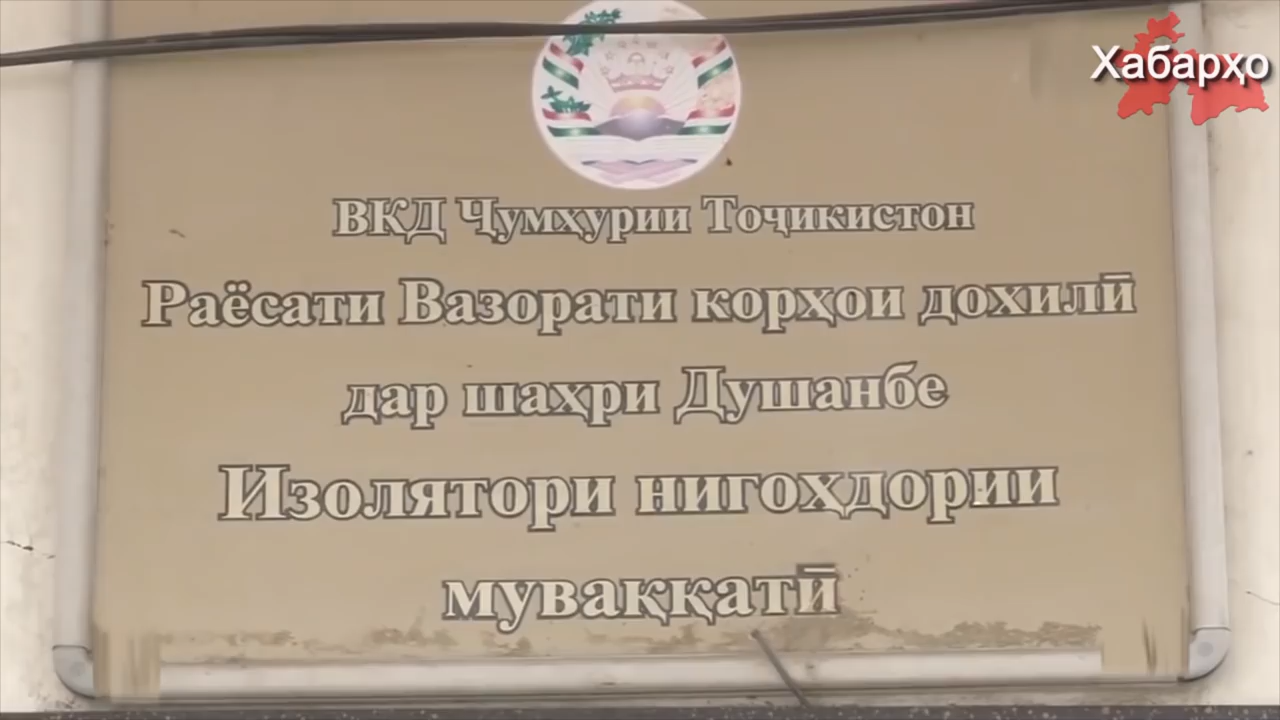 Хабарҳо
ВКД Ҷумҳурии Тоҷикистон
Раёсати Вазорати корҳои дохилӣ
дар шаҳри Душанбе
Изолятори нигоҳдории
муваққатӣ